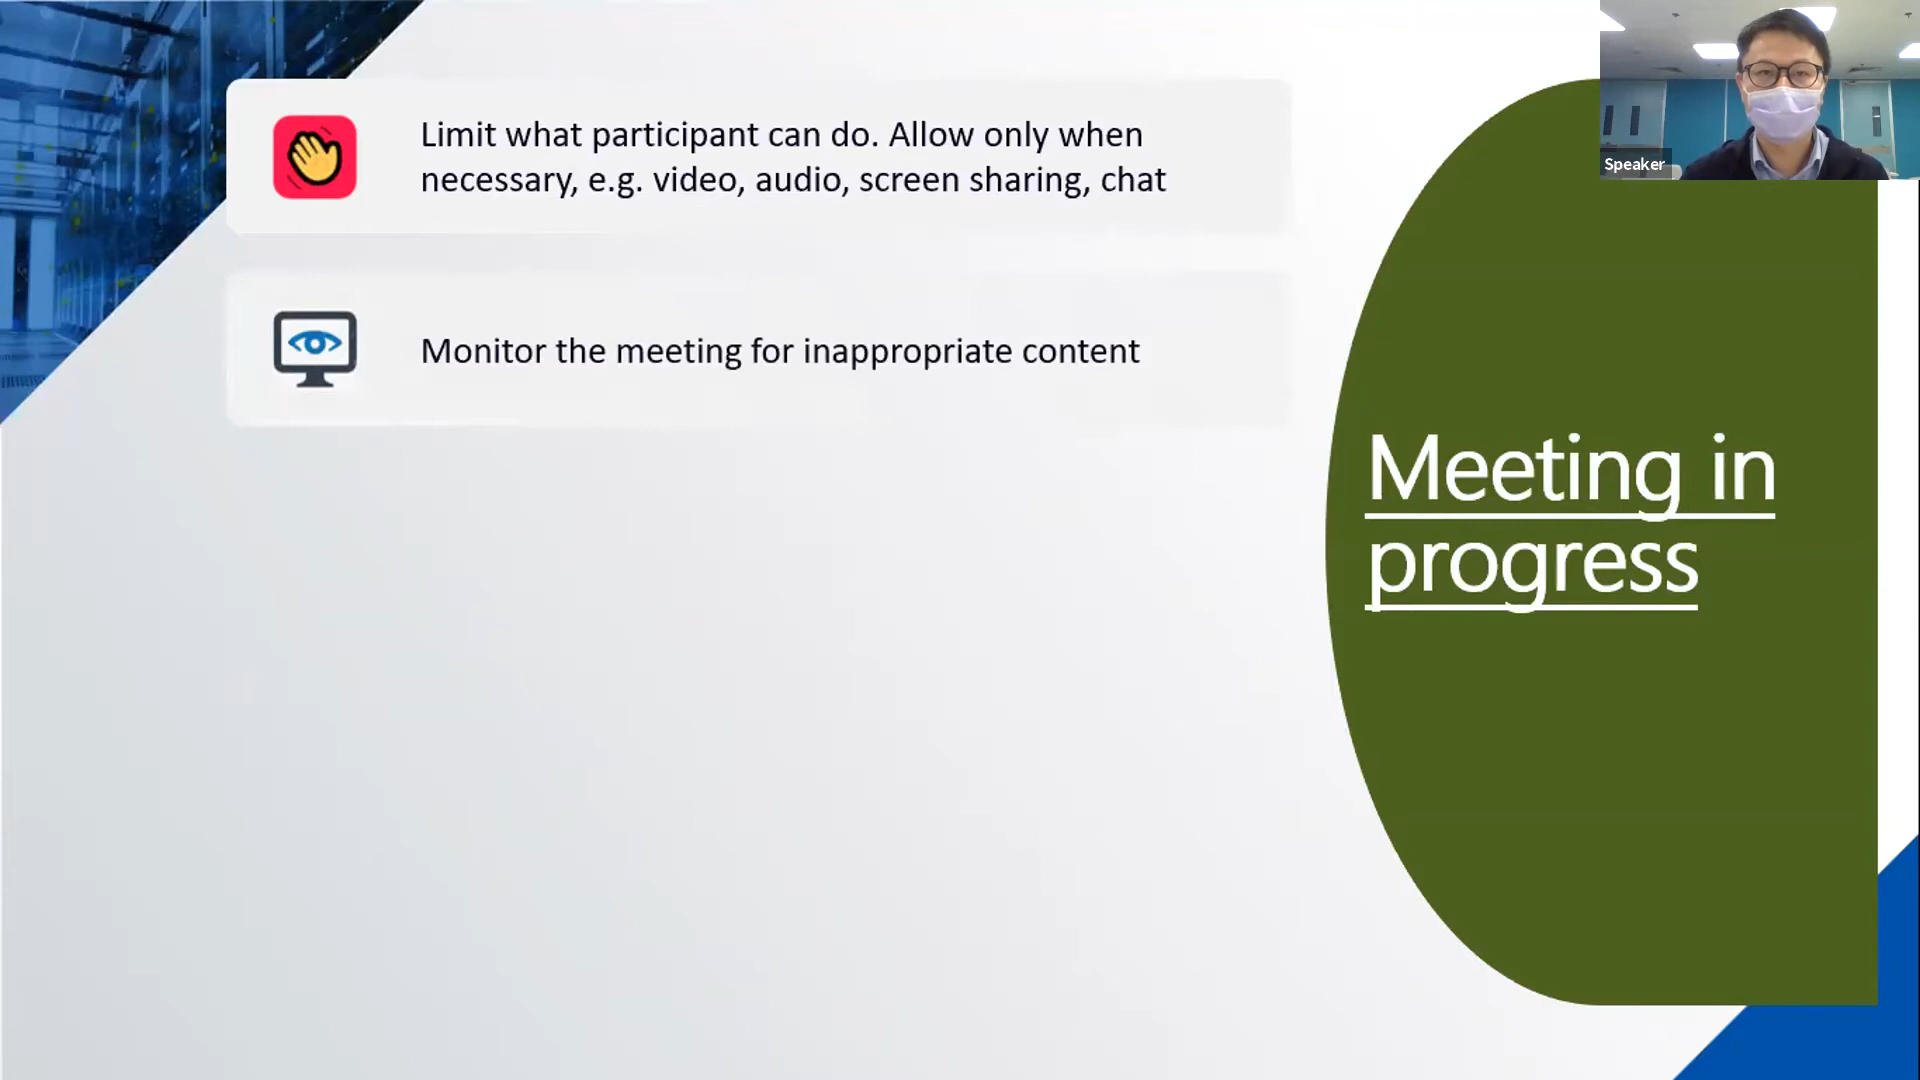 Limit what participant can do. Allow only when
necessary, e.g. video, audio, screen sharing, chat
Monitor the meeting for inappropriate content
Meeting in
progress
Speaker